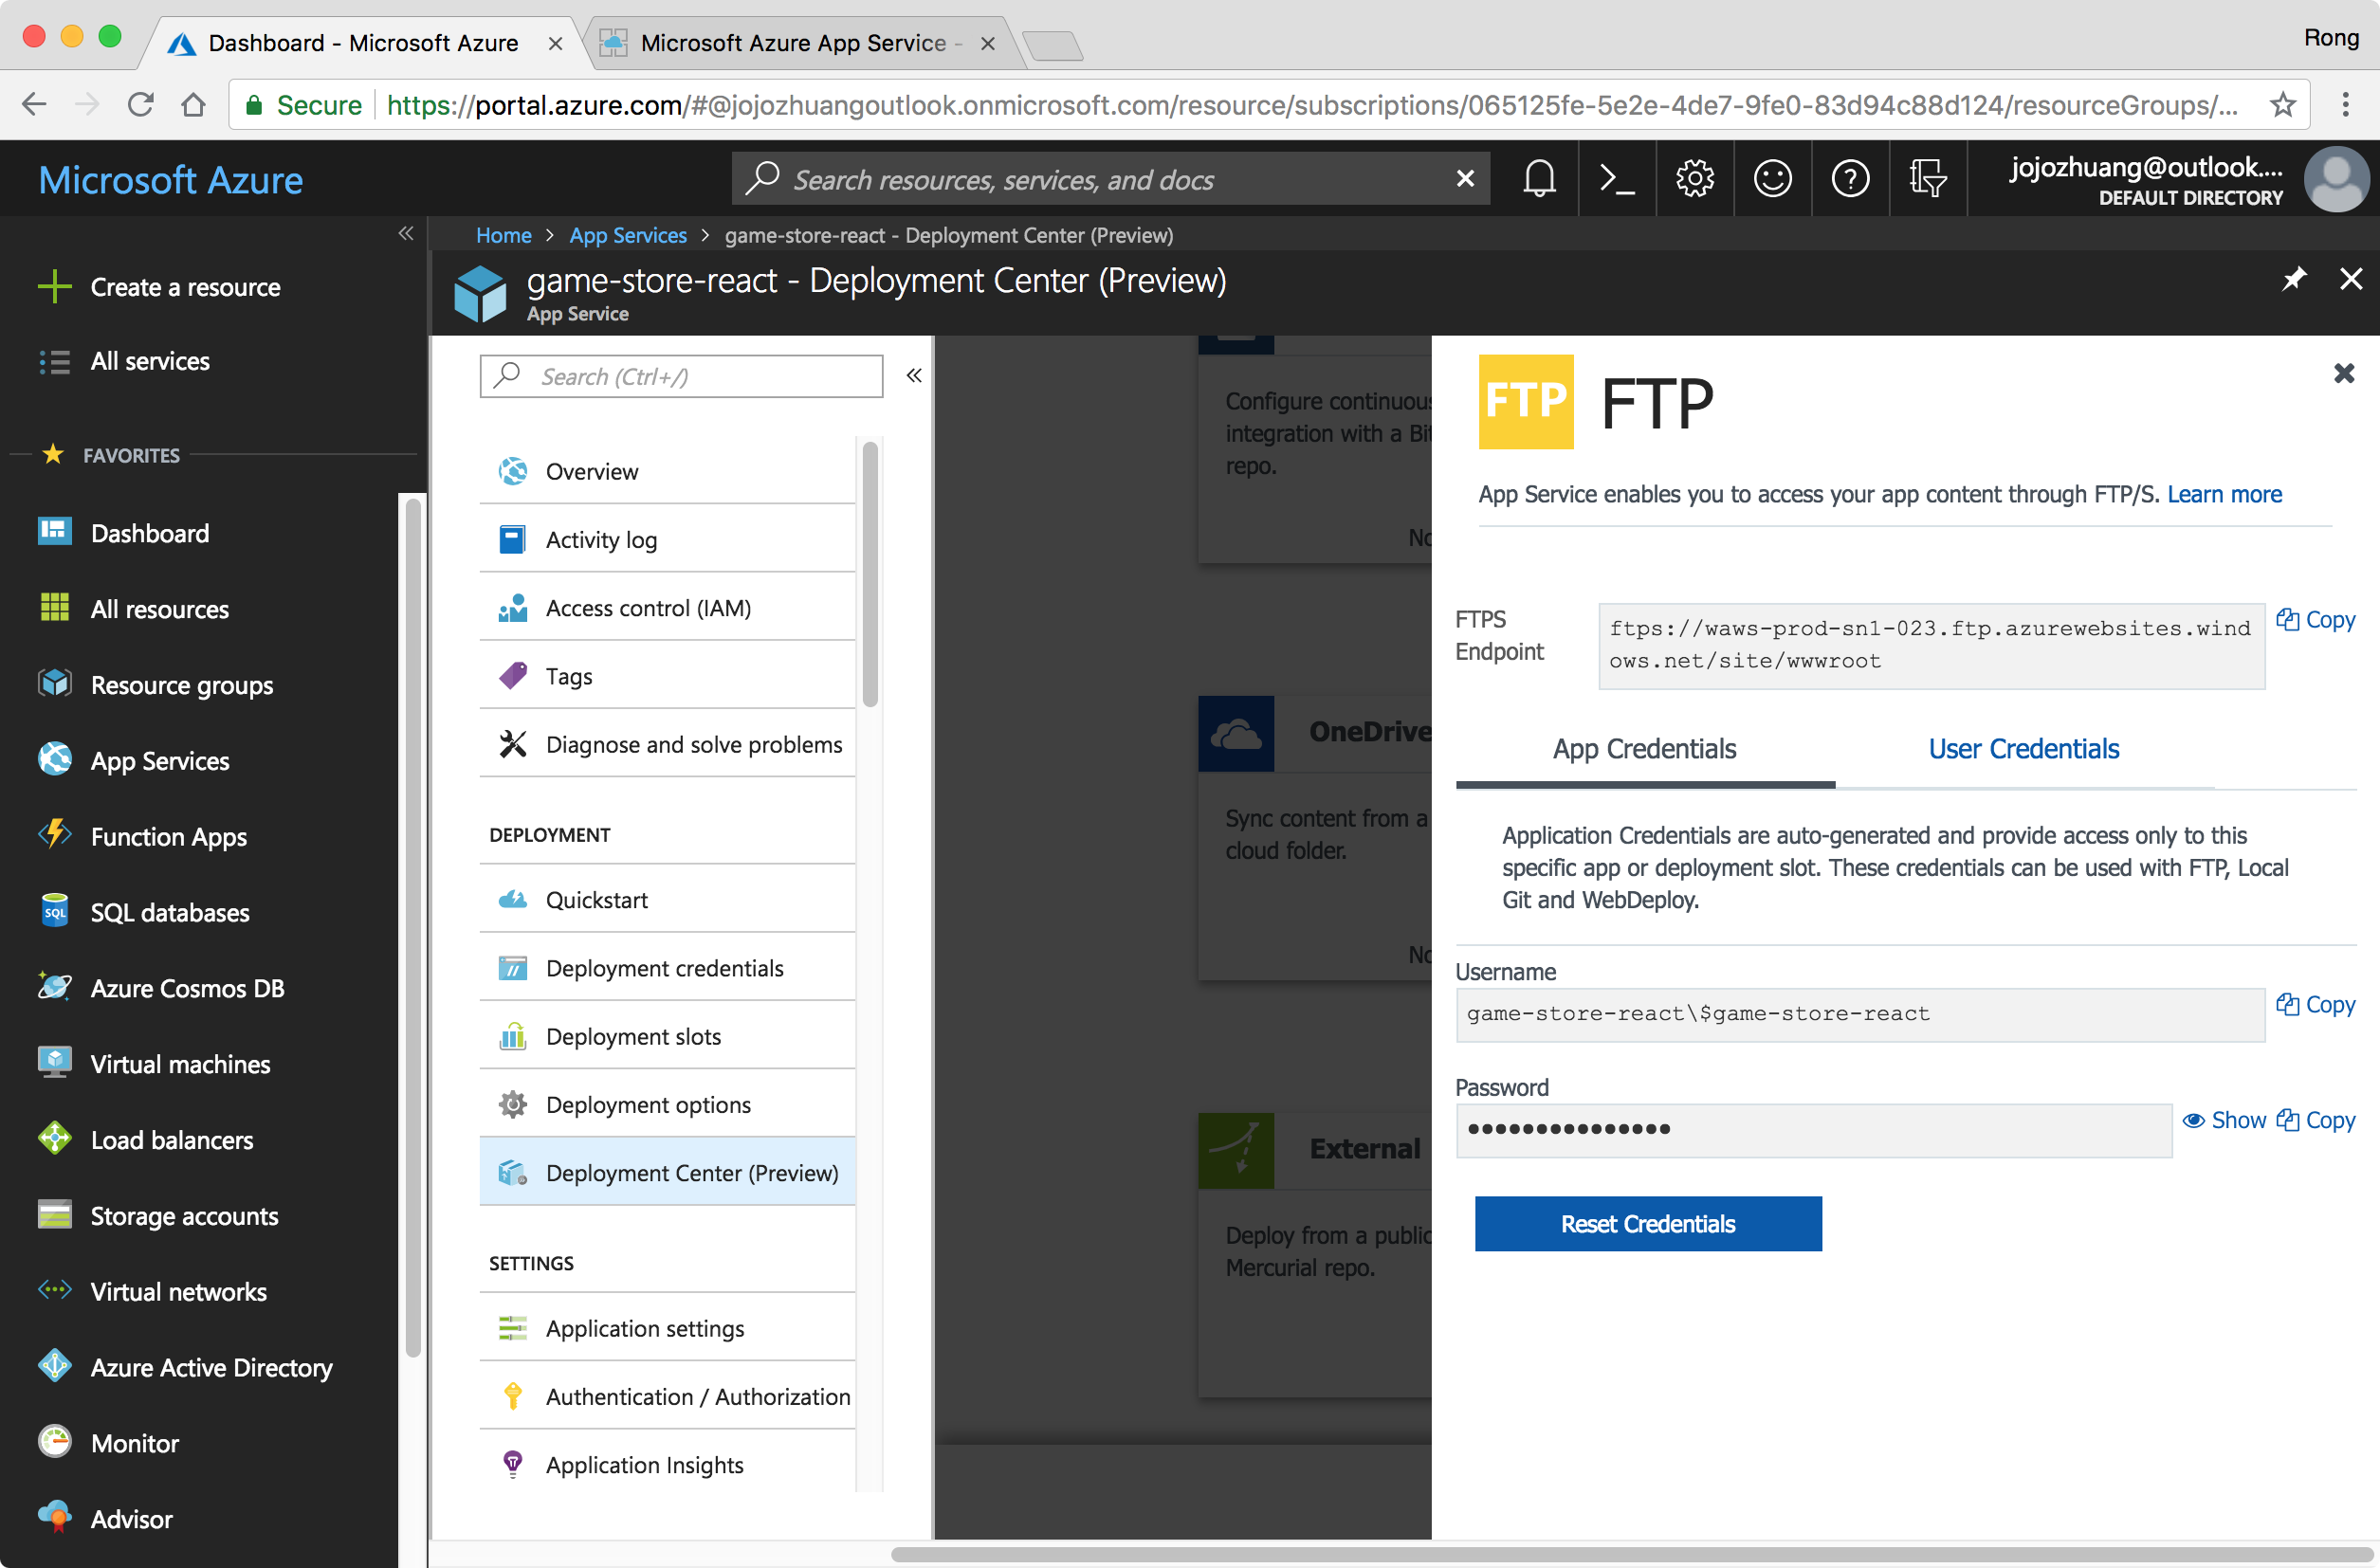 Dashboard - Microsoft Azure
Microsoft Azure App Service -
Rong
Secure
https://portal.azure.com/#@jojozhuangoutlook.onmicrosoft.com/resource/subscriptions/065125fe-5e2e-4de7-9fe0-83d94c88d124/resourceGroups/...
Microsoft Azure
Search resources, services, and docs
jojozhuang@outlook....
DEFAULT DIRECTORY
Home > App Services > game-store-react - Deployment Center (Preview)
game-store-react - Deployment Center (Preview)
App Service
Create a resource
All services
FAVORITES
Dashboard
All resources
Resource groups
App Services
Function Apps
SQL
SQL databases
Azure Cosmos DB
Virtual machines
Load balancers
Storage accounts
Virtual networks
Azure Active Directory
Monitor
Advisor
Search (Ctrl+/)
Overview
Activity log
Access control (IAM)
Tags
Diagnose and solve problems
DEPLOYMENT
Quickstart
Deployment credentials
Deployment slots
Deployment options
Deployment Center (Preview)
SETTINGS
Application settings
Authentication / Authorization
Application Insights
Configure continuous
integration with a Bi
repo.
No
OneDrive
Sync content from a
cloud folder.
No
External
Deploy from a public
Mercurial repo.
FTP
FTP
App Service enables you to access your app content through FTP/S. Learn more
FTPS
Endpoint
ftps://waws-prod-sn1-023.ftp.azurewebsites.wind
ows.net/site/wwwroot
Copy
App Credentials
User Credentials
Application Credentials are auto-generated and provide access only to this
specific app or deployment slot. These credentials can be used with FTP, Local
Git and WebDeploy.
Username
game-store-react\$game-store-react
Copy
Password
•••••••••••••••
Show
Copy
Reset Credentials